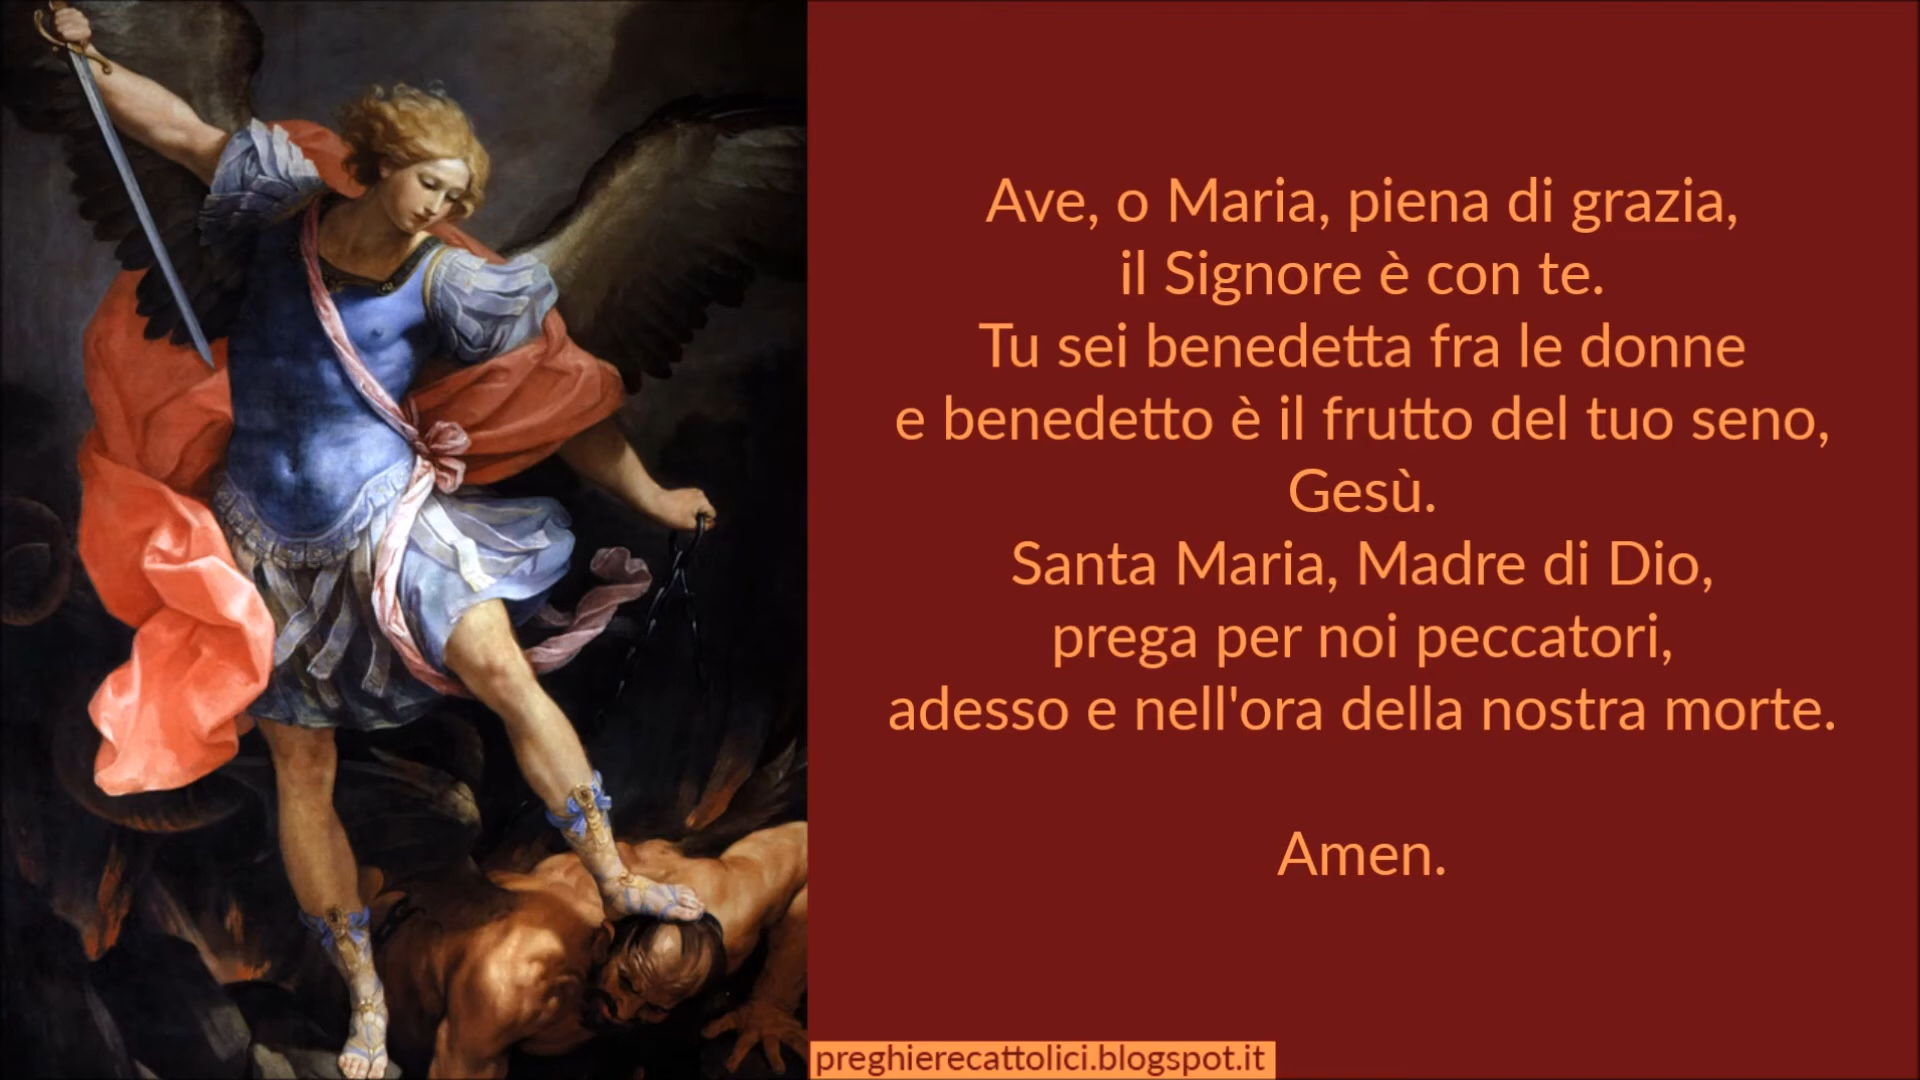 Ave, o Maria, piena di grazia,
il Signore è con te.
Tu sei benedetta fra le donne
e benedetto è il frutto del tuo seno,
Gesù.
Santa Maria, Madre di Dio,
prega per noi peccatori,
adesso e nell'ora della nostra morte.
Amen.
preghierecattolici.blogspot.it